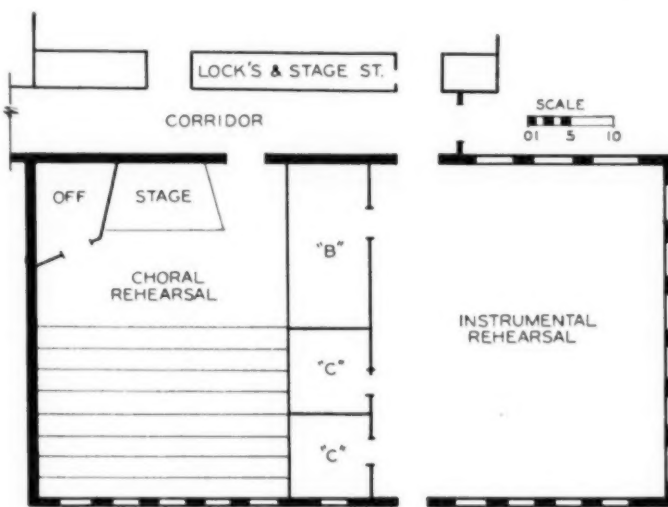 LOCK'S & STAGE ST.
CORRIDOR
SCALE
01 5 10
OFF
STAGE
CHORAL
REHEARSAL
"B"
"C"
"C"
INSTRUMENTAL
REHEARSAL